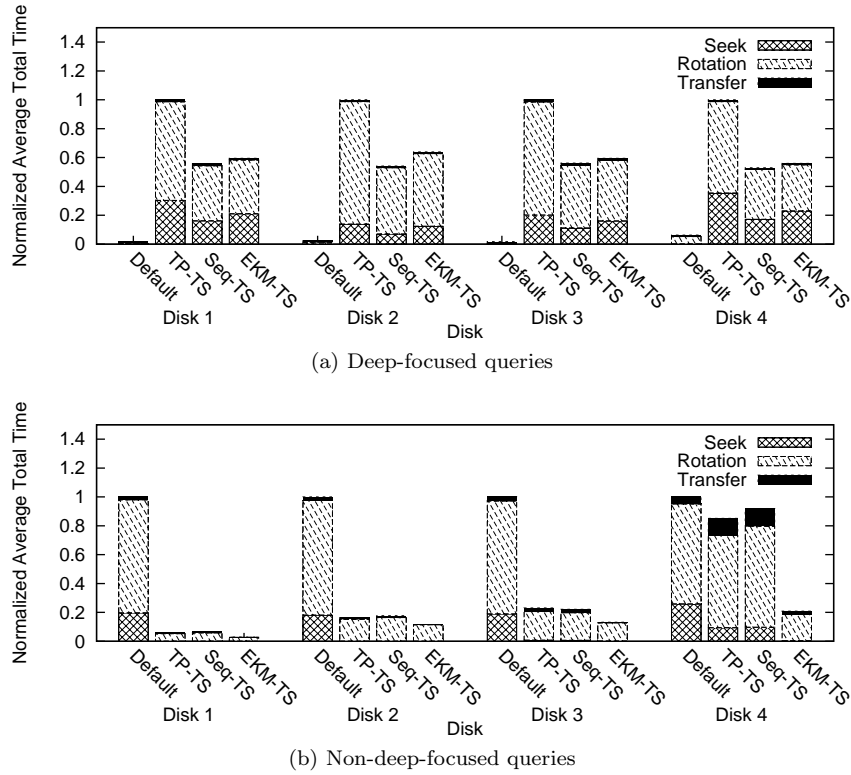 Normalized Average Total Time
1.4
1.2
1
0.8
0.6
0.4
0.2
0
Seek
Rotation
Transfer
Default TP-TS Seq-TS EKM-TS Default TP-TS Seq-TS EKM-TS Default TP-TS Seq-TS EKM-TS Default TP-TS Seq-TS EKM-TS
Disk 1 Disk 2 Disk 3 Disk 4
Disk
(a) Deep-focused queries
Normalized Average Total Time
1.4
1.2
1
0.8
0.6
0.4
0.2
0
Seek
Rotation
Transfer
Default TP-TS Seq-TS EKM-TS Default TP-TS Seq-TS EKM-TS Default TP-TS Seq-TS EKM-TS Default TP-TS Seq-TS EKM-TS
Disk 1 Disk 2 Disk 3 Disk 4
Disk
(b) Non-deep-focused queries